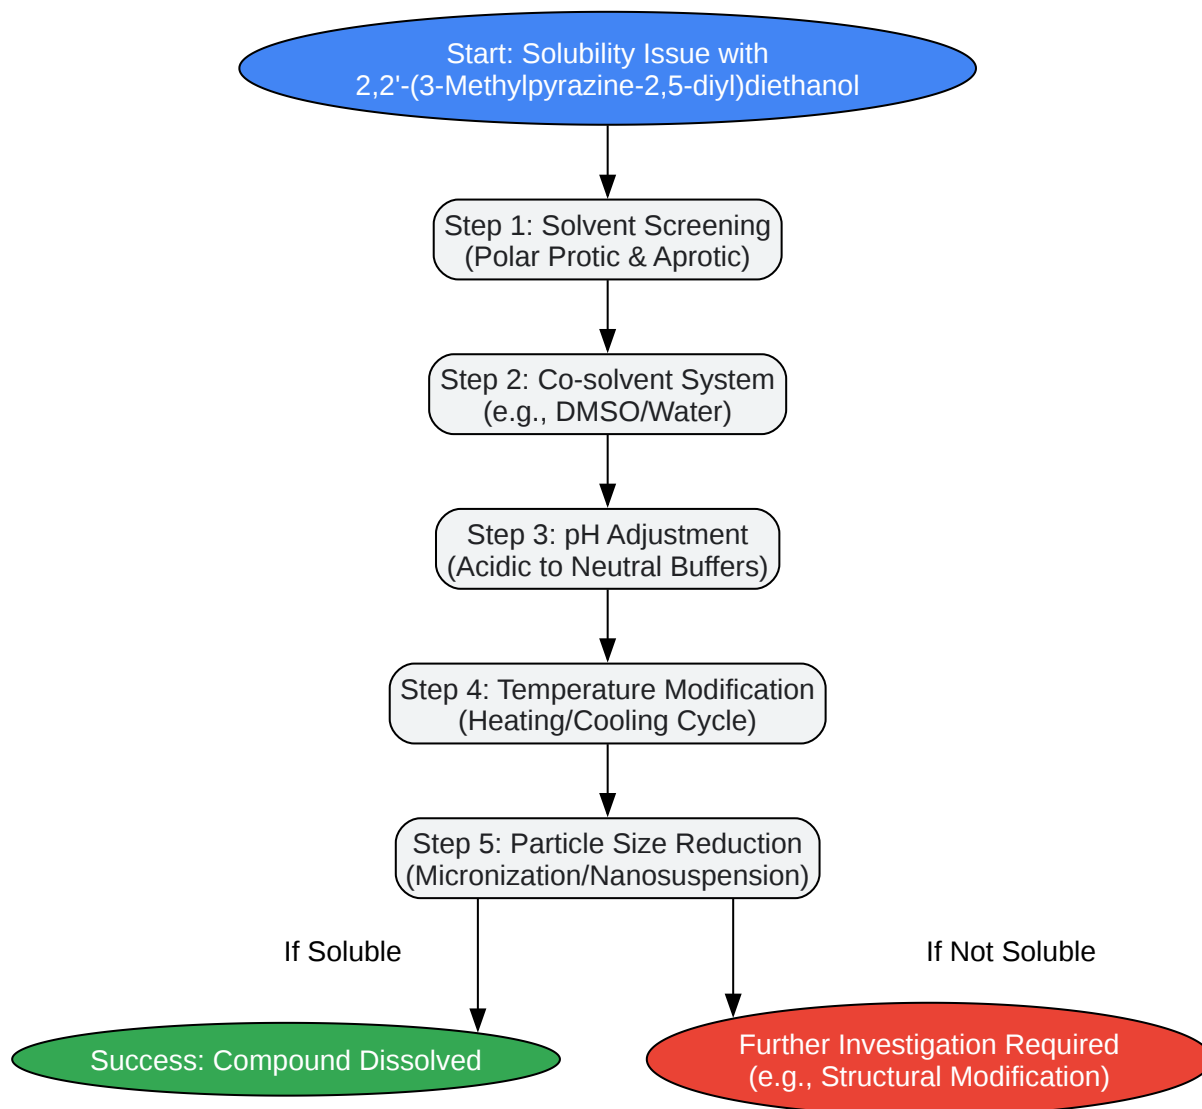 Start: Solubility Issue with
2,2'-(3-Methylpyrazine-2,5-diyl)diethanol
Step 1: Solvent Screening
(Polar Protic & Aprotic)
Step 2: Co-solvent System
(e.g., DMSO/Water)
Step 3: pH Adjustment
(Acidic to Neutral Buffers)
Step 4: Temperature Modification
(Heating/Cooling Cycle)
Step 5: Particle Size Reduction
(Micronization/Nanosuspension)
If Soluble
If Not Soluble
Success: Compound Dissolved
Further Investigation Required
(e.g., Structural Modification)